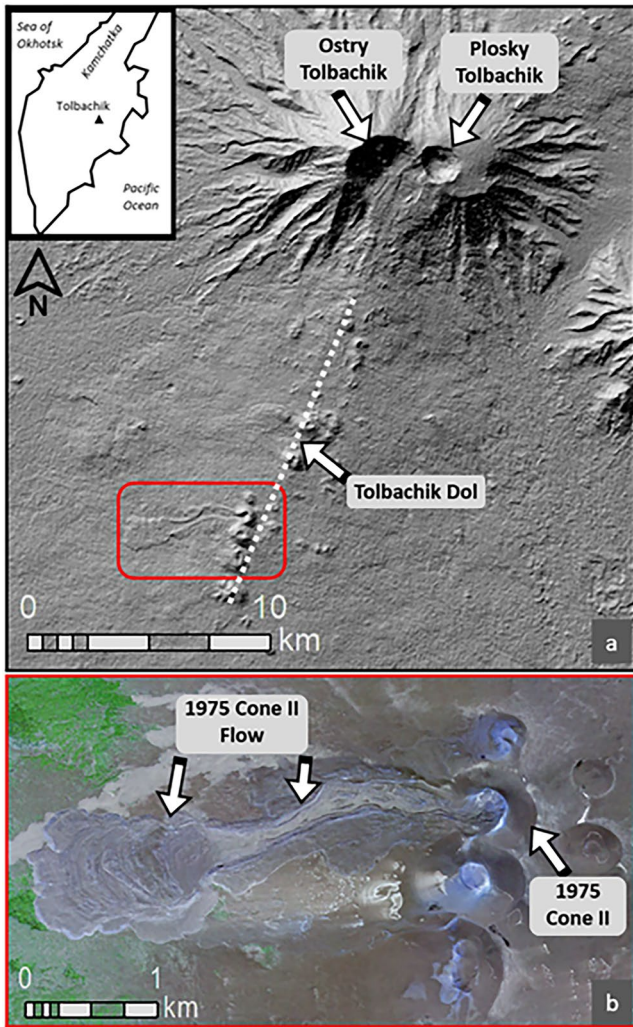 Sea of
Okhotsk
Kamchatka
Tolbachik
Pacific
Ocean
N
Ostry
Tolbachik
Plosky
Tolbachik
Tolbachik Dol
0 10
km
a
1975 Cone II
Flow
1975
Cone II
0 1
km
b